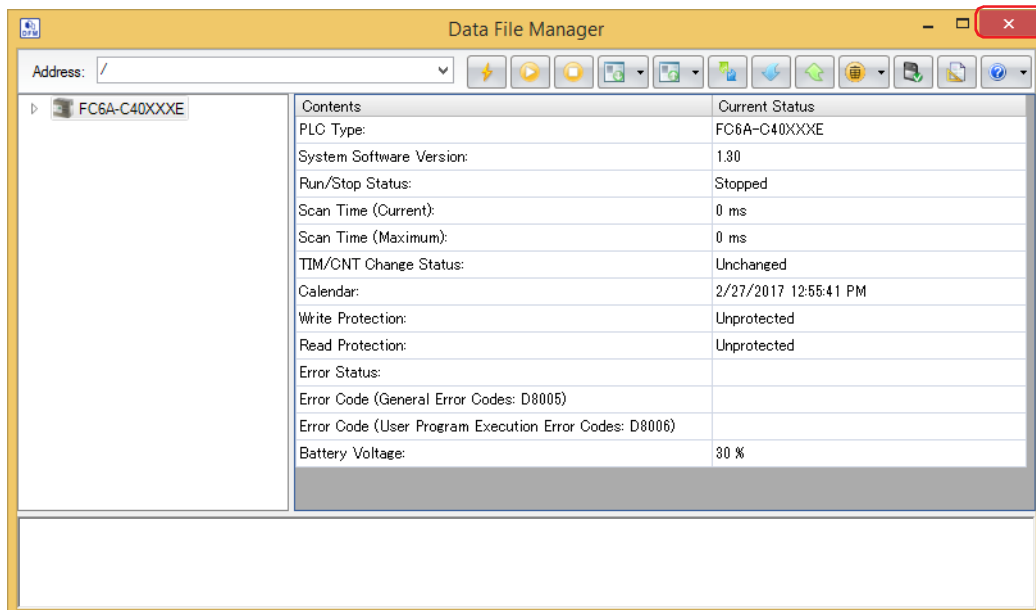 Data File Manager
DFM
Address: /
FC6A-C40XXXE
Contents Current Status
PLC Type: FC6A-C40XXXE
System Software Version: 1.30
Run/Stop Status: Stopped
Scan Time (Current): 0 ms
Scan Time (Maximum): 0 ms
TIM/CNT Change Status: Unchanged
Calendar: 2/27/2017 12:55:41 PM
Write Protection: Unprotected
Read Protection: Unprotected
Error Status:
Error Code (General Error Codes: D8005)
Error Code (User Program Execution Error Codes: D8006)
Battery Voltage: 30 %